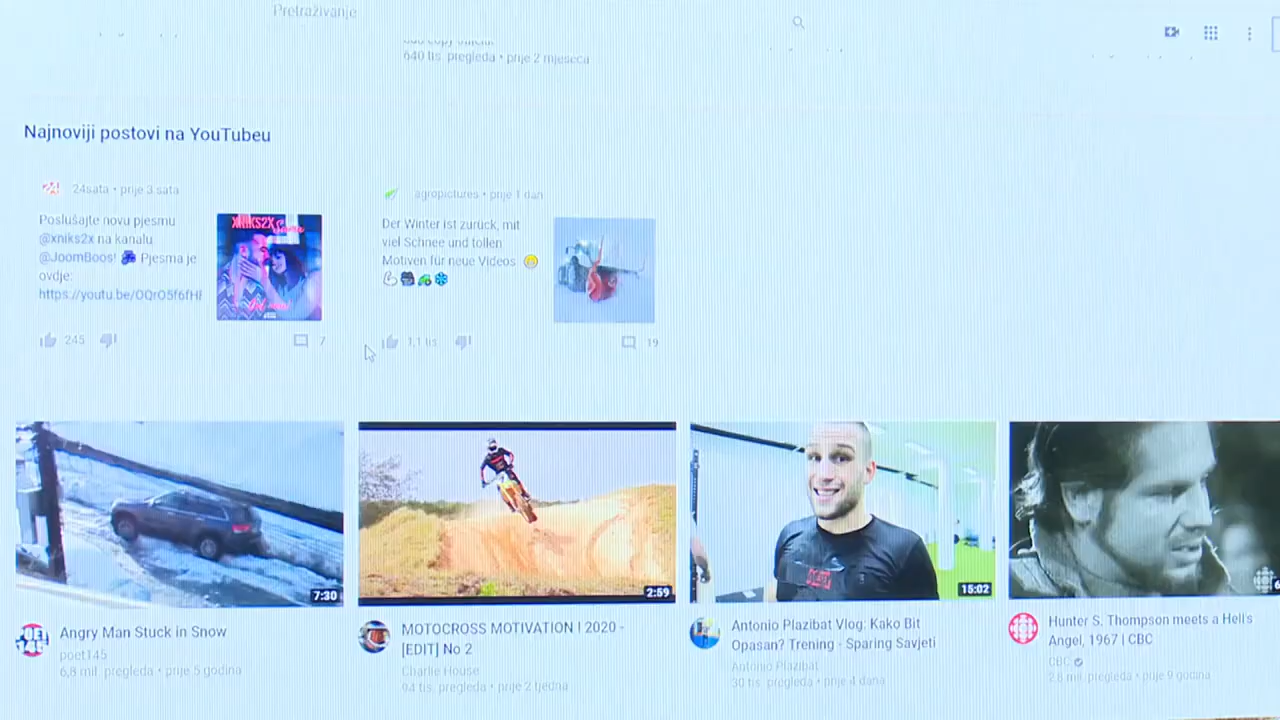 Pretraživanje
640 tis. pregleda • prije 2 mjeseca
Najnoviji postovi na YouTubeu
24sata • prije 3 sata
Poslušajte novu pjesmu
@xniks2x na kanalu
@JoomBoos! Pjesma je
ovdje:
XNIKS2X
245
7
agropictures • prije 1 dan
Der Winter ist zurück, mit
viel Schnee und tollen
Motiven für neue Videos
1,1 tis.
19
7:30
2:59
15:02
Angry Man Stuck in Snow
poet145
6,8 mil. pregleda • prije 5 godina
MOTOCROSS MOTIVATION | 2020 -
[EDIT] No 2
Charlie House
94 tis. pregleda • prije 2 tjedna
Antonio Plazibat Vlog: Kako Bit
Opasan? Trening - Sparing Savjeti
Antonio Plazibat
30 tis. pregleda • prije 4 dana
Hunter S. Thompson meets a Hell's
Angel, 1967 | CBC
CBC
2,8 mil. pregleda • prije 9 godina